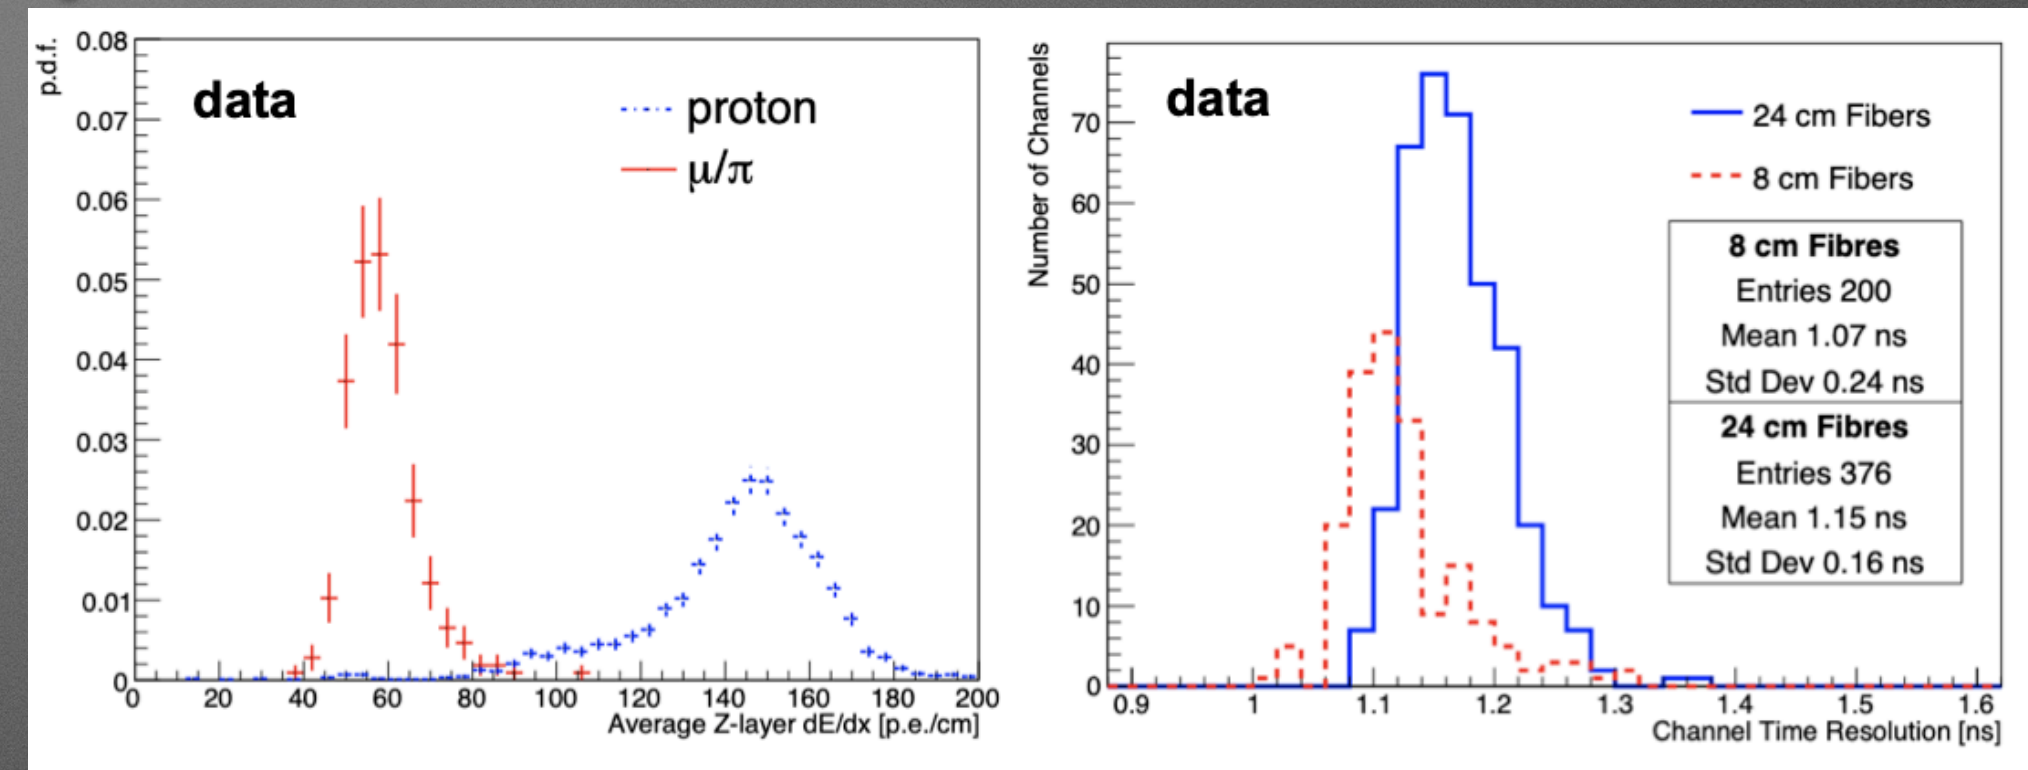 p.d.f.
0.08
0.07
0.06
0.05
0.04
0.03
0.02
0.01
0
data
proton
μ/π
0 20 40 60 80 100 120 140 160 180 200
Average Z-layer dE/dx [p.e./cm]
Number of Channels
70
60
50
40
30
20
10
0
data
24 cm Fibers
8 cm Fibers
8 cm Fibres
Entries 200
Mean 1.07 ns
Std Dev 0.24 ns
24 cm Fibres
Entries 376
Mean 1.15 ns
Std Dev 0.16 ns
0.9 1 1.1 1.2 1.3 1.4 1.5 1.6
Channel Time Resolution [ns]